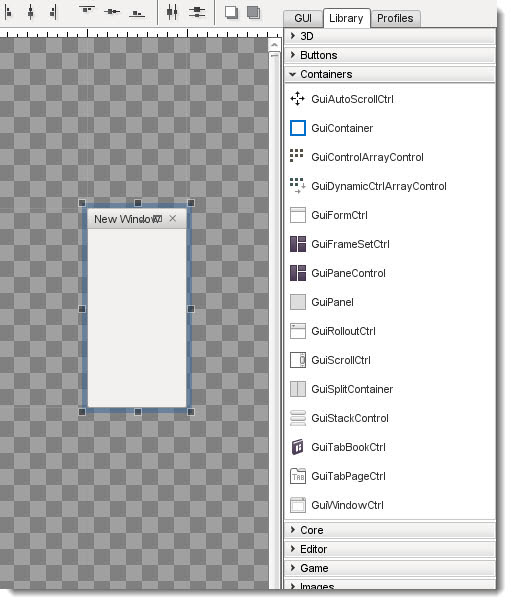 GUI Library Profiles
3D
Buttons
Containers
GuiAutoScrollCtrl
GuiContainer
GuiControlArrayControl
GuiDynamicCtrlArrayControl
GuiFormCtrl
GuiFrameSetCtrl
GuiPaneControl
GuiPanel
GuiRolloutCtrl
GuiScrollCtrl
GuiSplitContainer
GuiStackControl
GuiTabBookCtrl
TAB GuiTabPageCtrl
GuiWindowCtrl
Core
Editor
Game
Images
New Window